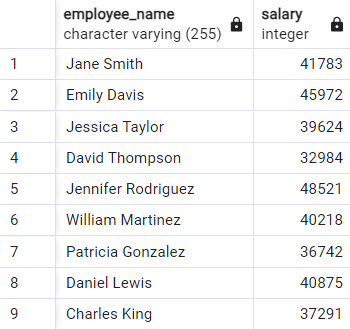 employee_name salary
character varying (255) integer
1 Jane Smith 41783
2 Emily Davis 45972
3 Jessica Taylor 39624
4 David Thompson 32984
5 Jennifer Rodriguez 48521
6 William Martinez 40218
7 Patricia Gonzalez 36742
8 Daniel Lewis 40875
9 Charles King 37291